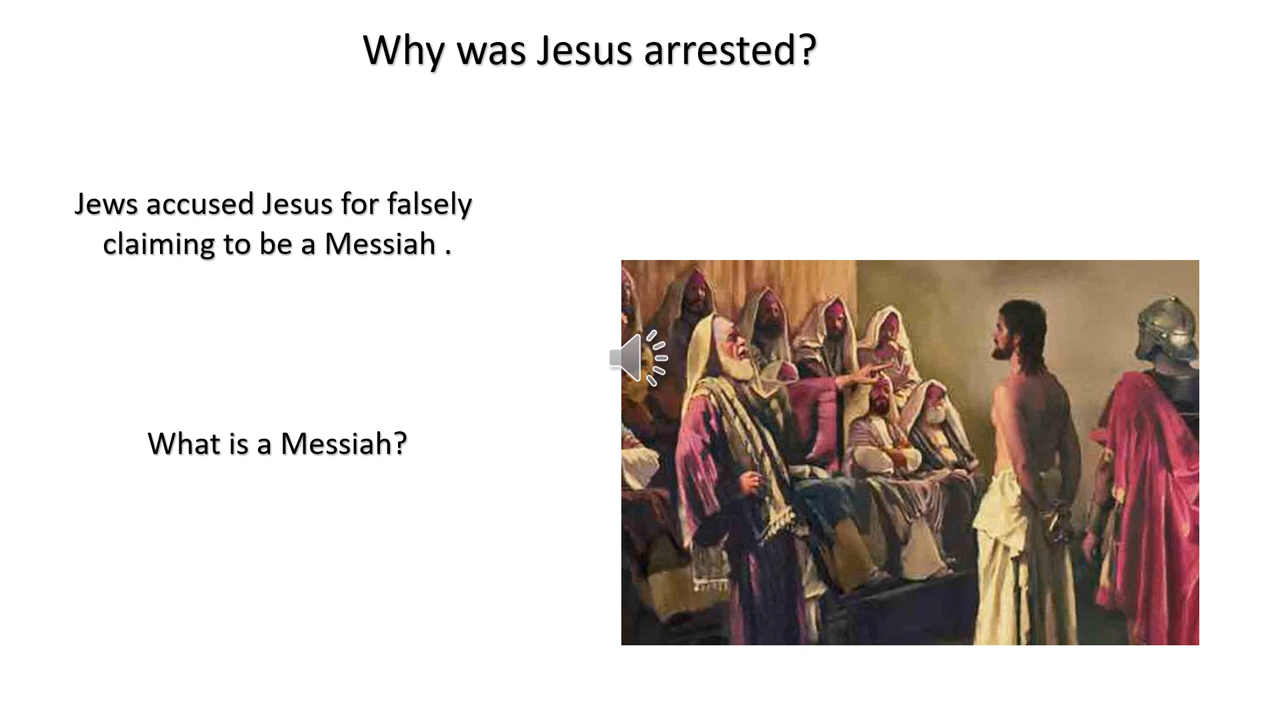 Why was Jesus arrested?
Jews accused Jesus for falsely
claiming to be a Messiah .
What is a Messiah?